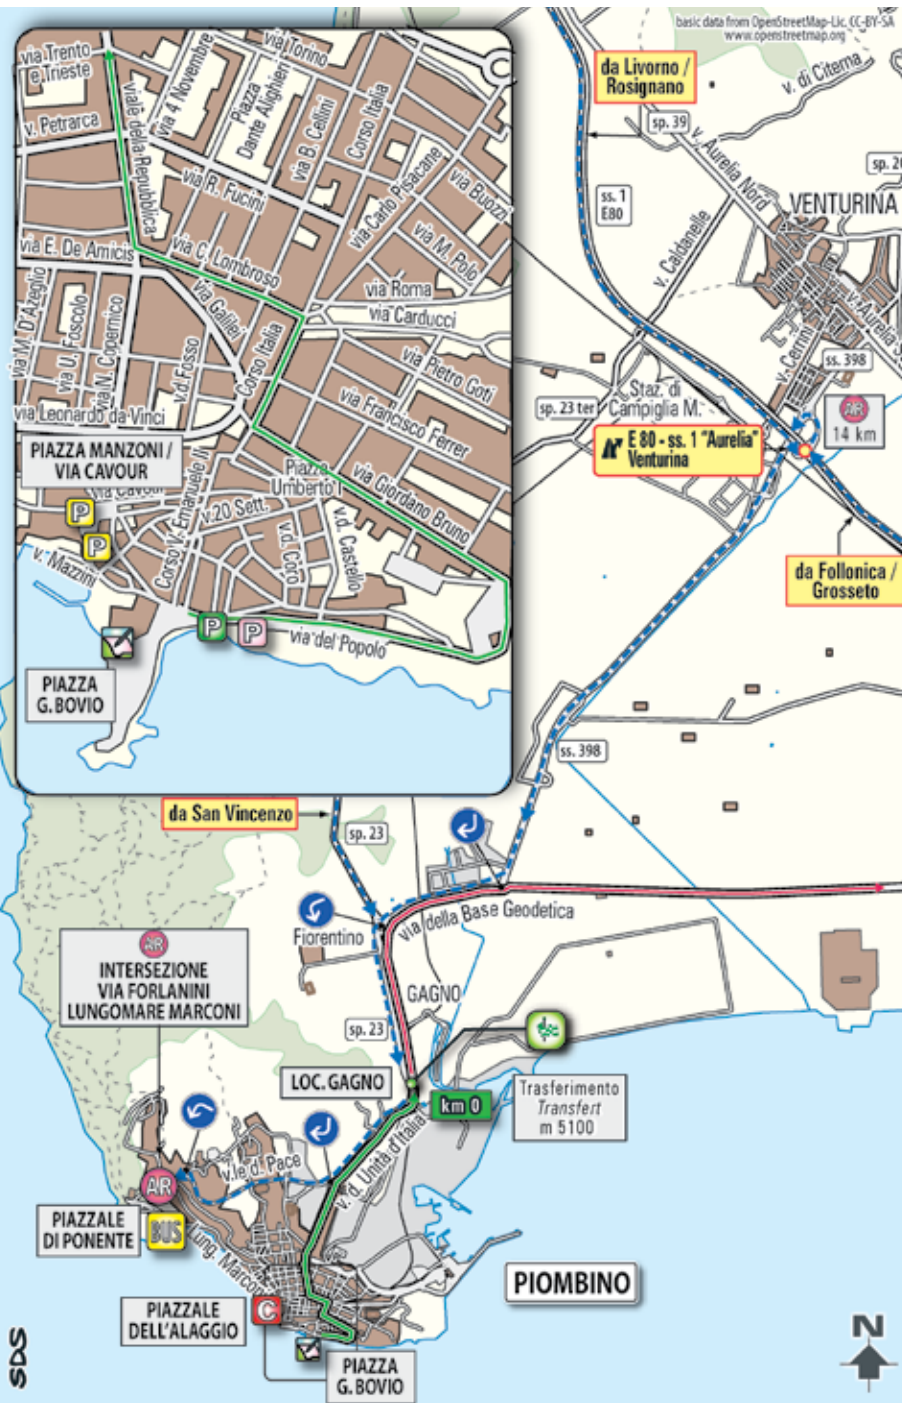 basic data from OpenStreetMap-Lic. CC-BY-SA
www.openstreetmap.org
via Trento
e Trieste
v. Petrarca
viale della Repubblica
via 4 Novembre
Piazza
Dante Alighieri
via Torino
via B. Cellini
Corso Italia
via Carlo Pisacane
via Buozzi
via M. Polo
via R. Fucini
via E. De Amicis
via C. Lombroso
via Galilei
via Roma
via Carducci
via M. D'Azeglio
via U. Foscolo
via N. Copernico
v.d.Fosso
Corso Italia
via Pietro Goti
via Francisco Ferrer
via Leonardo da Vinci
PIAZZA MANZONI /
VIA CAVOUR
via Cavour
P
P
Corso V. Emanuele II
v.20 Sett.
Piazza
Umberto I
via Giordano Bruno
v.d. Coro
v.d. Castello
v. Mazzini
P
P
via del Popolo
PIAZZA
G. BOVIO
da Livorno /
Rosignano
sp. 39
v. di Citerna
v. Aurelia Nord
sp. 20
ss. 1
E80
VENTURINA
v. Caldanelle
v. Cerrini
ss. 398
v. Aurelia S
Staz. di
Campiglia M.
sp. 23 ter
E 80 - ss. 1 "Aurelia"
Venturina
AR
14 km
da Follonica /
Grosseto
ss. 398
da San Vincenzo
sp. 23
via della Base Geodetica
Fiorentino
AR
INTERSEZIONE
VIA FORLANINI
LUNGOMARE MARCONI
GAGNO
sp. 23
LOC. GAGNO
km 0
Trasferimento
Transfert
m 5100
v.le d. Pace
v. d. Unità d'Italia
AR
PIAZZALE
DI PONENTE
BUS
Lung. Marconi
PIOMBINO
PIAZZALE
DELL'ALAGGIO
C
PIAZZA
G. BOVIO
N
SDS